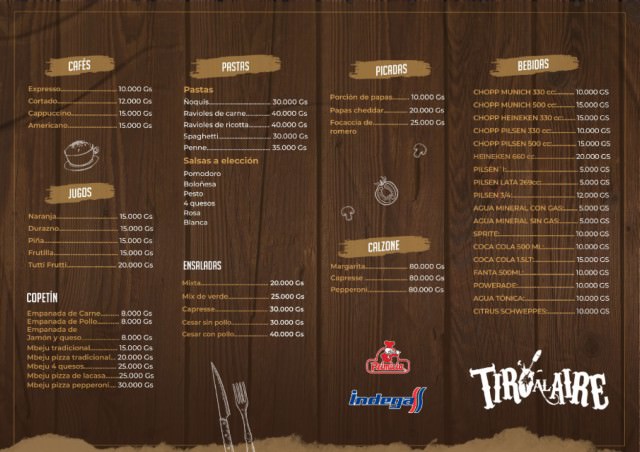 CAFÉS
Expresso 10.000 Gs
Cortado 12.000 Gs
Cappuccino 15.000 Gs
Americano 15.000 Gs
JUGOS
Naranja 15.000 Gs
Durazno 15.000 Gs
Piña 15.000 Gs
Frutilla 15.000 Gs
Tutti Frutti 20.000 Gs
COPETÍN
Empanada de Carne 8.000 Gs
Empanada de Pollo 8.000 Gs
Empanada de
Jamón y queso 8.000 Gs
Mbeju tradicional 15.000 Gs
Mbeju pizza tradicional 20.000 Gs
Mbeju 4 quesos 25.000 Gs
Mbeju pizza de lacasa 25.000 Gs
Mbeju pizza pepperoni 30.000 Gs
PASTAS
Pastas
Ñoquis 30.000 Gs
Ravioles de carne 40.000 Gs
Ravioles de ricotta 40.000 Gs
Spaghetti 30.000 Gs
Penne 35.000 Gs
Salsas a elección
Pomodoro
Boloñesa
Pesto
4 quesos
Rosa
Blanca
ENSALADAS
Mixta 20.000 Gs
Mix de verde 25.000 Gs
Capresse 30.000 Gs
Cesar sin pollo 30.000 Gs
Cesar con pollo 40.000 Gs
PICADAS
Porción de papas 10.000 Gs
Papas cheddar 20.000 Gs
Focaccia de 25.000 Gs
romero
CALZONE
Margarita 80.000 Gs
Capresse 80.000 Gs
Pepperoni 80.000 Gs
indega
BEBIDAS
CHOPP MUNICH 330 cc: 10.000 GS
CHOPP MUNICH 500 cc: 15.000 GS
CHOPP HEINEKEN 330 cc: 10.000 GS
CHOPP PILSEN 330 cc: 10.000 GS
CHOPP PILSEN 500 cc: 15.000 GS
HEINEKEN 660 cc: 20.000 GS
PILSEN 5.000 GS
PILSEN LATA 269cc: 5.000 GS
PILSEN 3/4: 12.000 GS
AGUA MINERAL CON GAS: 5.000 GS
AGUA MINERAL SIN GAS: 5.000 GS
SPRITE: 10.000 GS
COCA COLA 500 ML: 10.000 GS
COCA COLA 1.5LT: 15.000 GS
FANTA 500ML: 10.000 GS
POWERADE: 10.000 GS
AGUA TÓNICA: 10.000 GS
CITRUS SCHWEPPES: 10.000 GS
TIRO AL AIRE